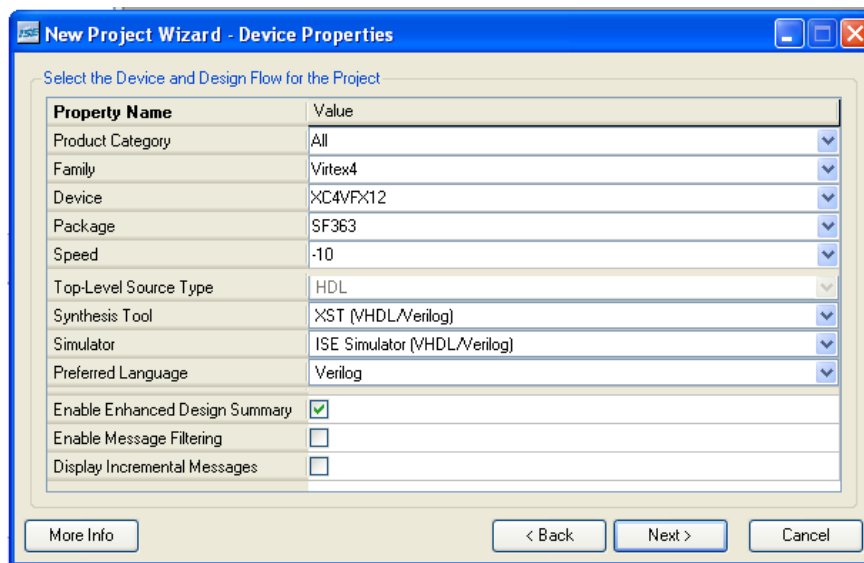 ISE New Project Wizard - Device Properties
Select the Device and Design Flow for the Project
Property Name Value
Product Category All
Family Virtex4
Device XC4VFX12
Package SF363
Speed -10
Top-Level Source Type HDL
Synthesis Tool XST (VHDL/Verilog)
Simulator ISE Simulator (VHDL/Verilog)
Preferred Language Verilog
Enable Enhanced Design Summary
Enable Message Filtering
Display Incremental Messages
More Info < Back Next > Cancel